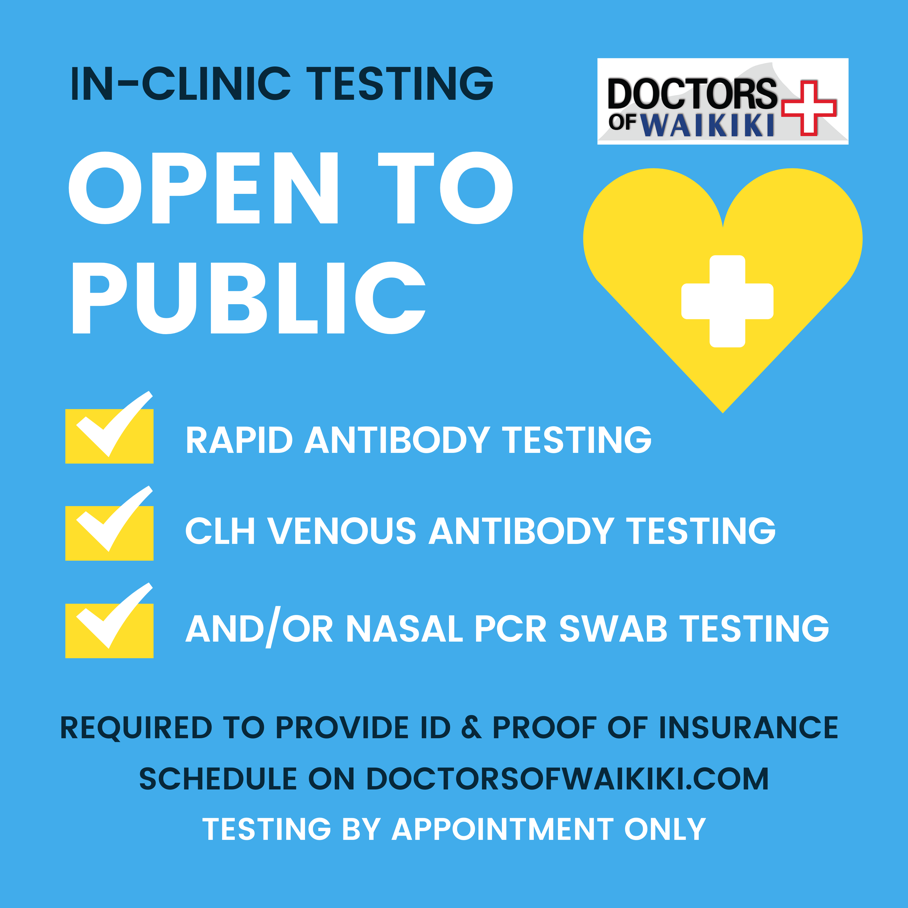 IN-CLINIC TESTING
DOCTORS
OF WAIKIKI
OPEN TO
PUBLIC
RAPID ANTIBODY TESTING
CLH VENOUS ANTIBODY TESTING
AND/OR NASAL PCR SWAB TESTING
REQUIRED TO PROVIDE ID & PROOF OF INSURANCE
SCHEDULE ON DOCTORSOFWAIKIKI.COM
TESTING BY APPOINTMENT ONLY